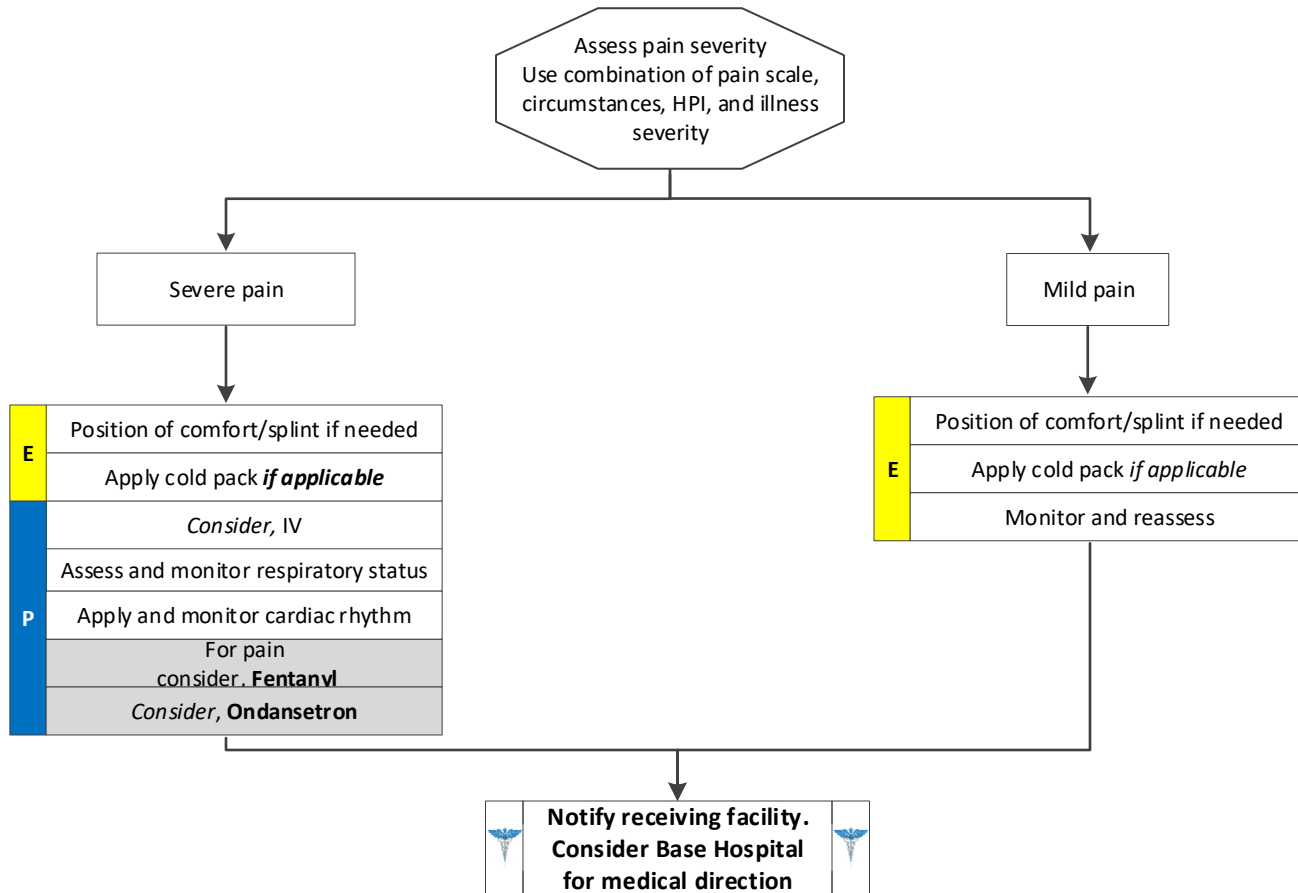 Assess pain severity
Use combination of pain scale,
circumstances, HPI, and illness
severity
Severe pain
Mild pain
E
Position of comfort/splint if needed
Apply cold pack if applicable
P
Consider, IV
Assess and monitor respiratory status
Apply and monitor cardiac rhythm
For pain
consider, Fentanyl
Consider, Ondansetron
E
Position of comfort/splint if needed
Apply cold pack if applicable
Monitor and reassess
Notify receiving facility.
Consider Base Hospital
for medical direction